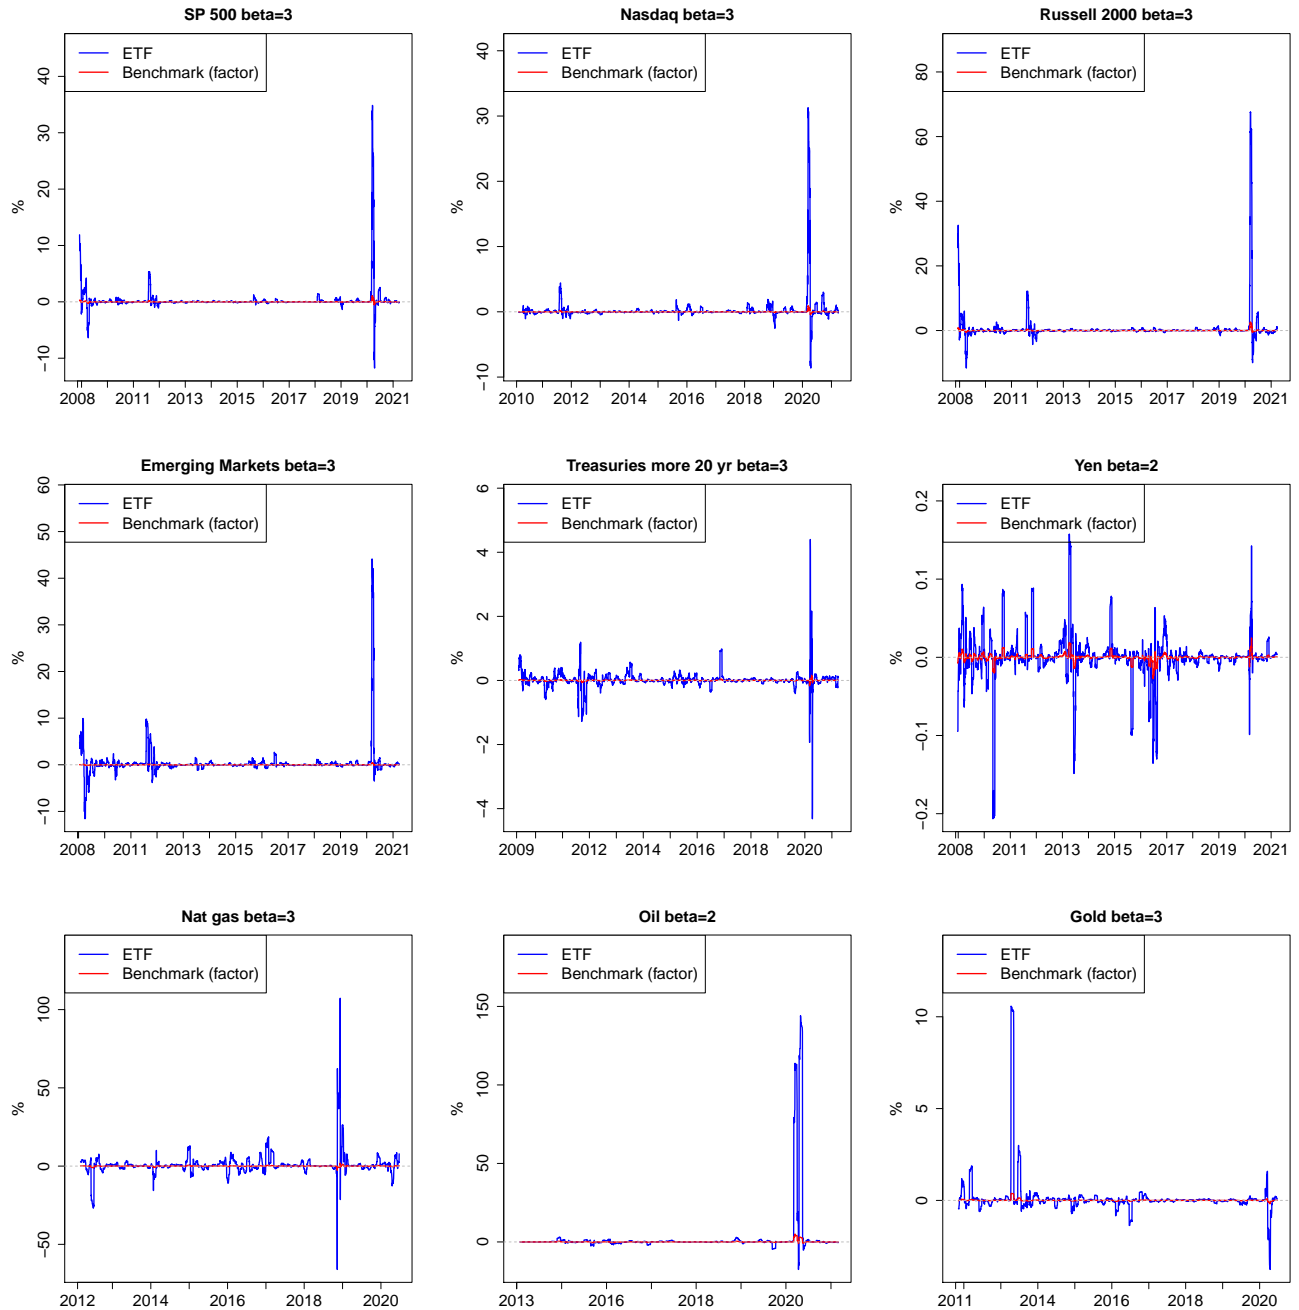 SP 500 beta=3
ETF
Benchmark (factor)
%
40
30
20
10
0
−10
2008 2011 2013 2015 2017 2019 2021
Nasdaq beta=3
ETF
Benchmark (factor)
%
40
30
20
10
0
−10
2010 2012 2014 2016 2018 2020
Russell 2000 beta=3
ETF
Benchmark (factor)
%
80
60
40
20
0
2008 2011 2013 2015 2017 2019 2021
Emerging Markets beta=3
ETF
Benchmark (factor)
%
60
50
40
30
20
10
0
−10
2008 2011 2013 2015 2017 2019 2021
Treasuries more 20 yr beta=3
ETF
Benchmark (factor)
%
6
4
2
0
−2
−4
2009 2012 2014 2016 2018 2020
Yen beta=2
ETF
Benchmark (factor)
%
0.2
0.1
0.0
−0.1
−0.2
2008 2011 2013 2015 2017 2019 2021
Nat gas beta=3
ETF
Benchmark (factor)
%
100
50
0
−50
2012 2014 2016 2018 2020
Oil beta=2
ETF
Benchmark (factor)
%
150
100
50
0
2013 2015 2016 2018 2020
Gold beta=3
ETF
Benchmark (factor)
%
10
5
0
2011 2014 2016 2018 2020